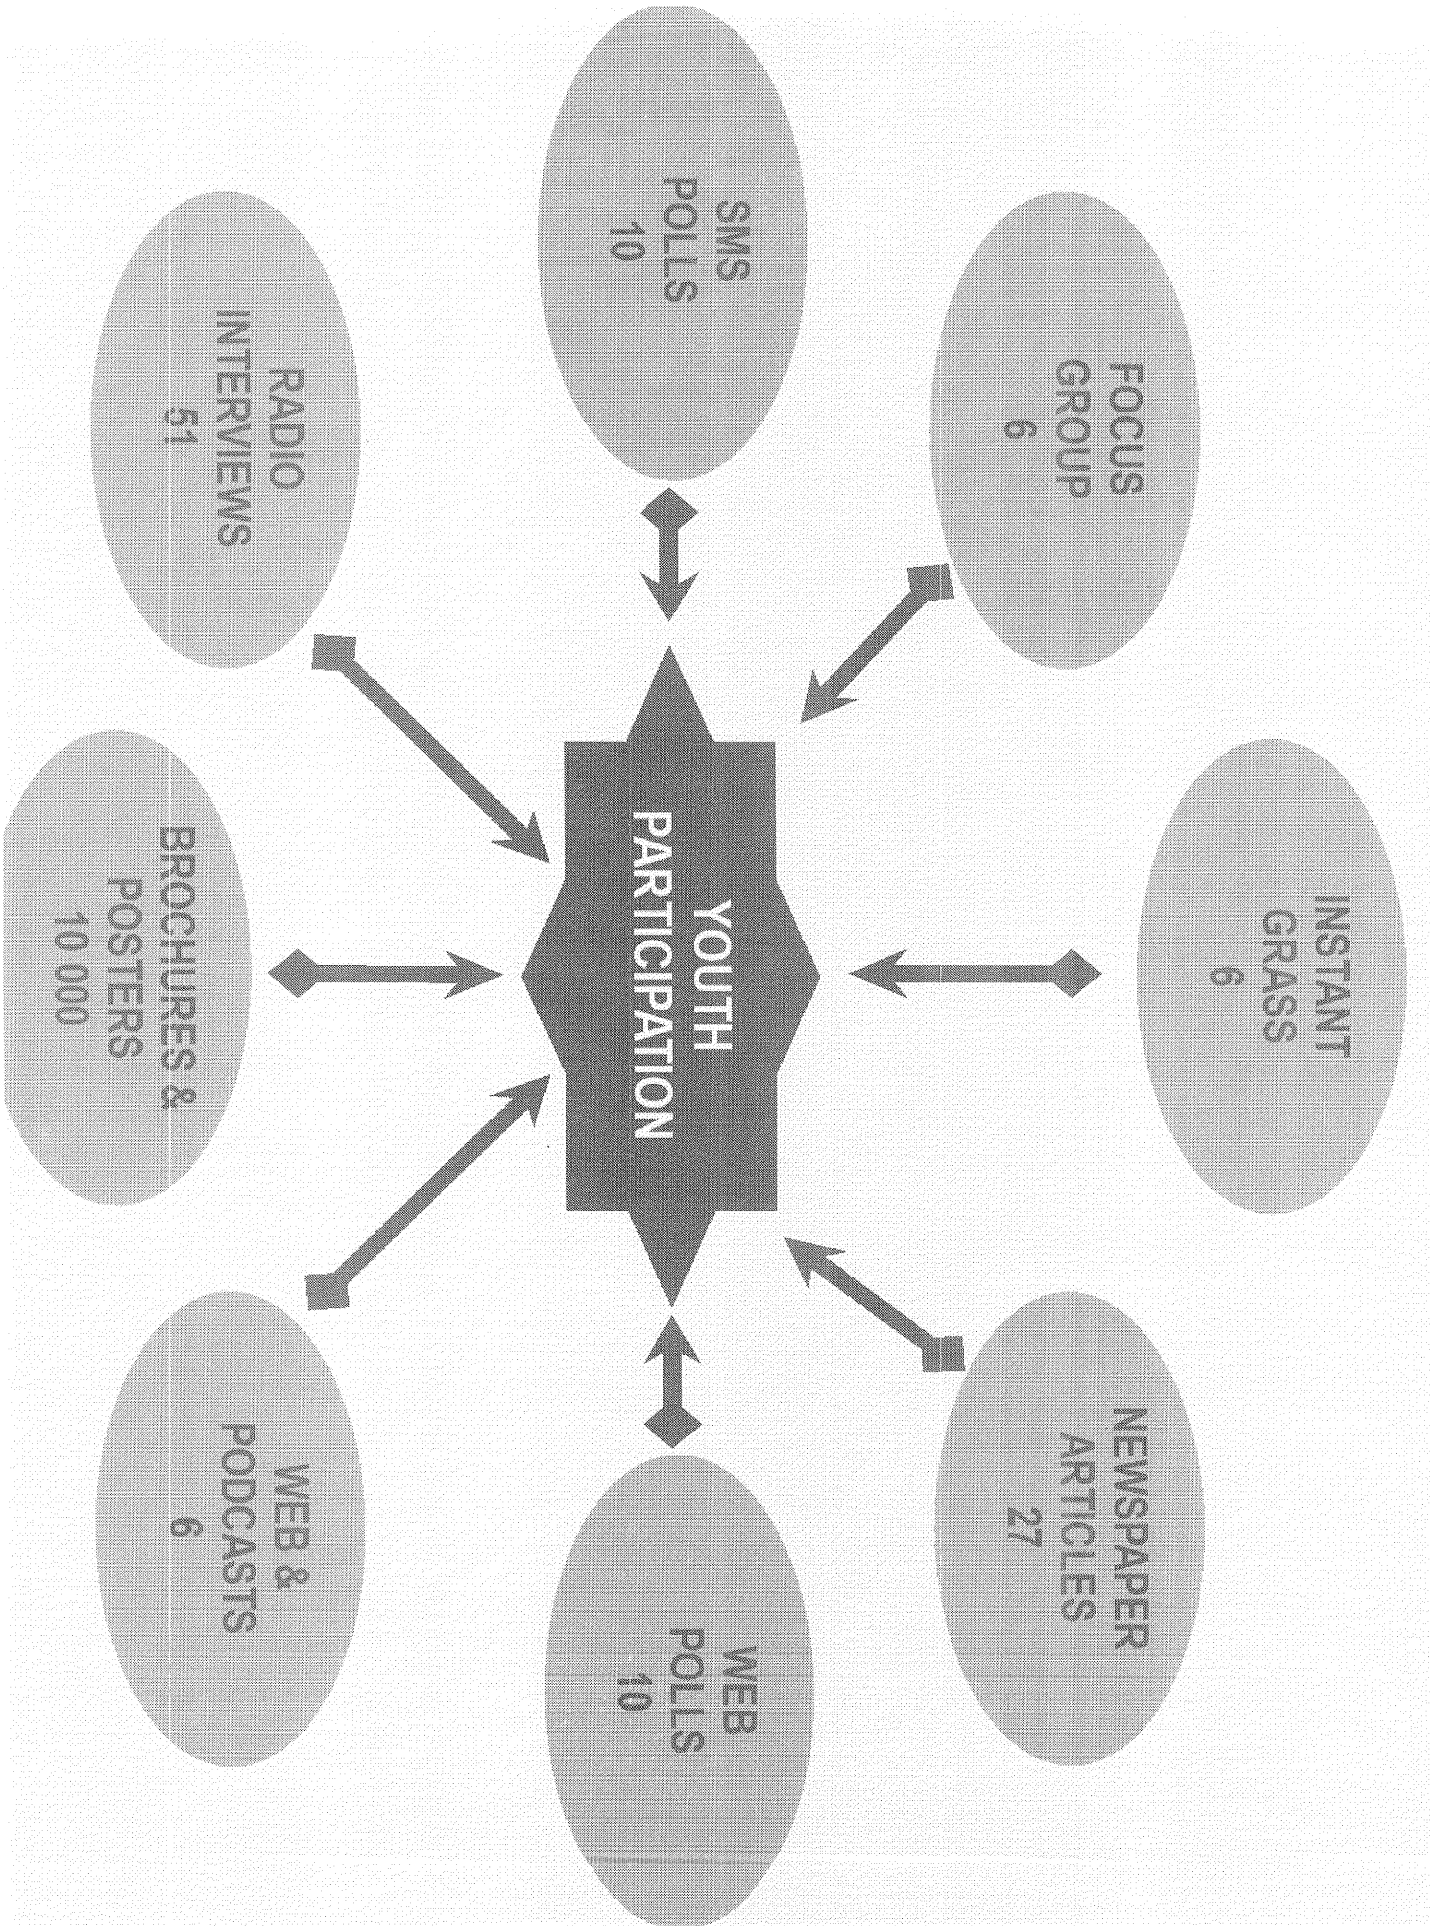 INSTANT
GRASS
6
FOCUS
GROUP
6
NEWSPAPER
ARTICLES
27
SMS
POLLS
10
YOUTH
PARTICIPATION
WEB
POLLS
10
RADIO
INTERVIEWS
51
WEB &
PODCASTS
6
BROCHURES &
POSTERS
10 000